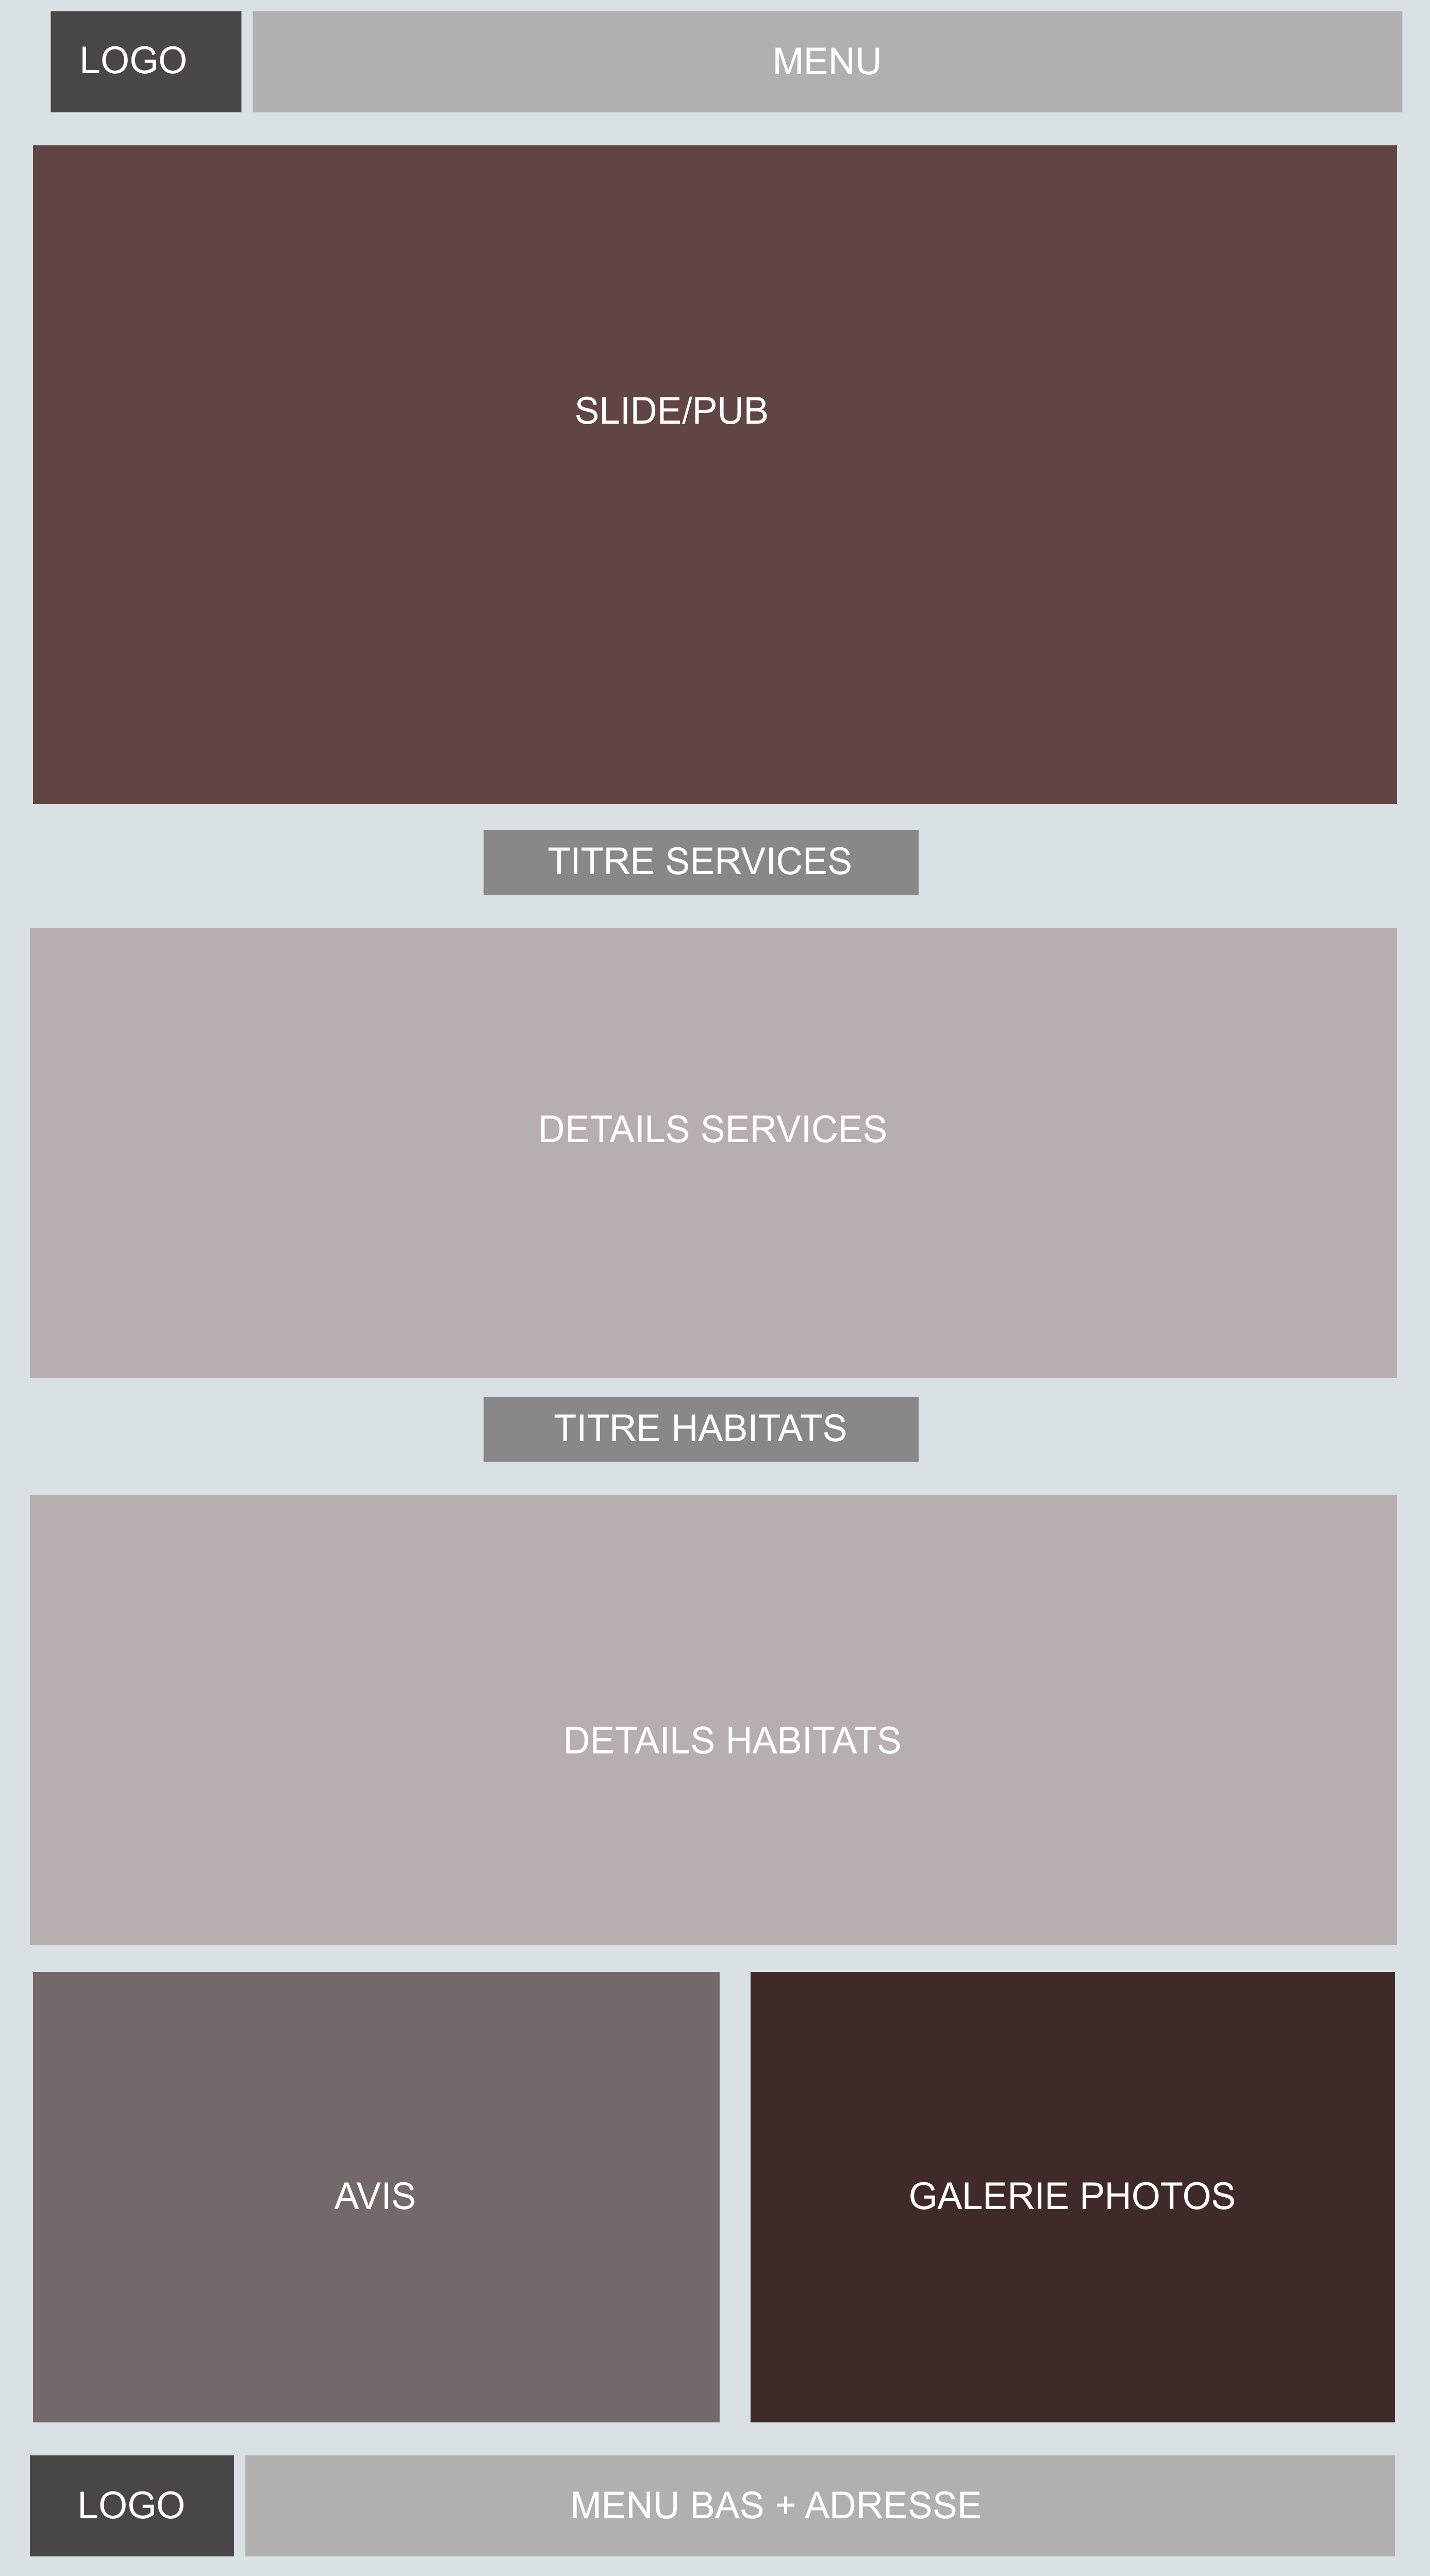 LOGO
MENU
SLIDE/PUB
TITRE SERVICES
DETAILS SERVICES
TITRE HABITATS
DETAILS HABITATS
AVIS
GALERIE PHOTOS
LOGO
MENU BAS + ADRESSE